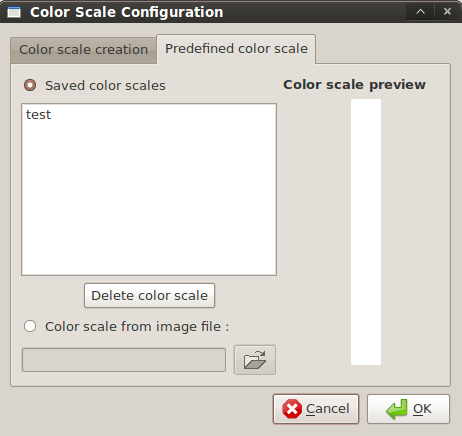 Color Scale Configuration
Color scale creation
Predefined color scale
Saved color scales
Color scale preview
test
Delete color scale
Color scale from image file :
Cancel
OK